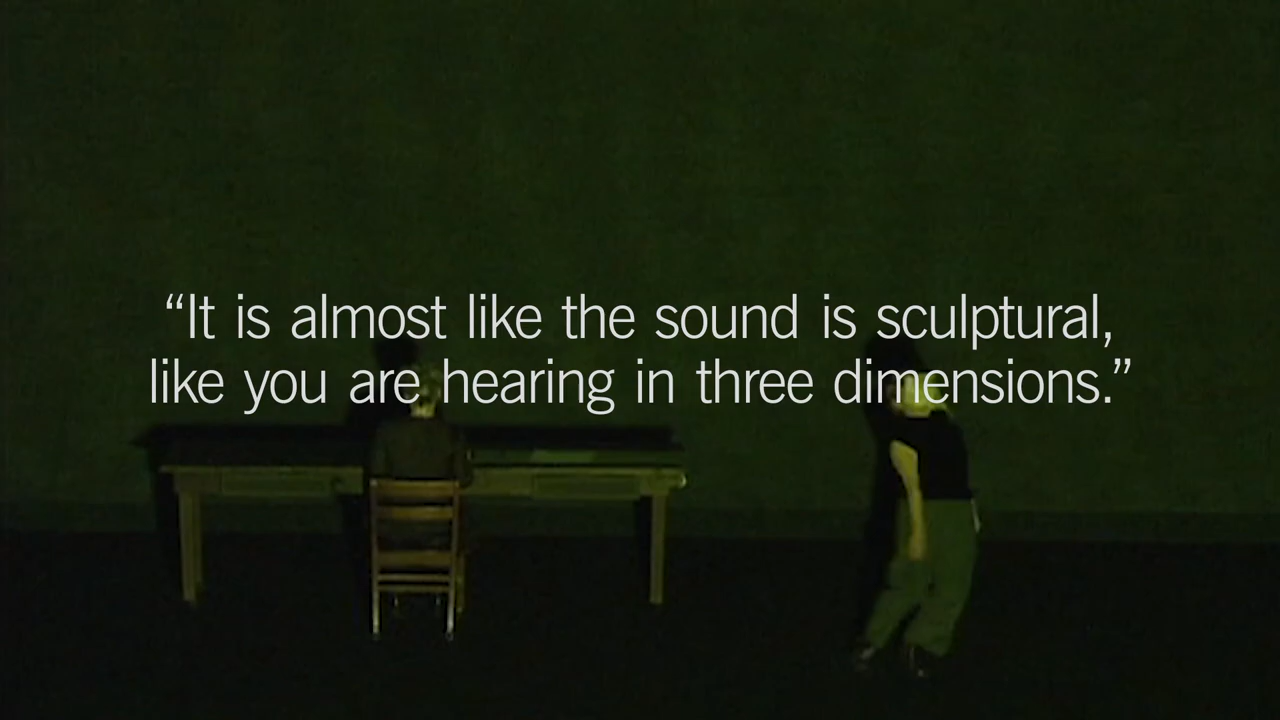 “It is almost like the sound is sculptural,
like you are hearing in three dimensions.”